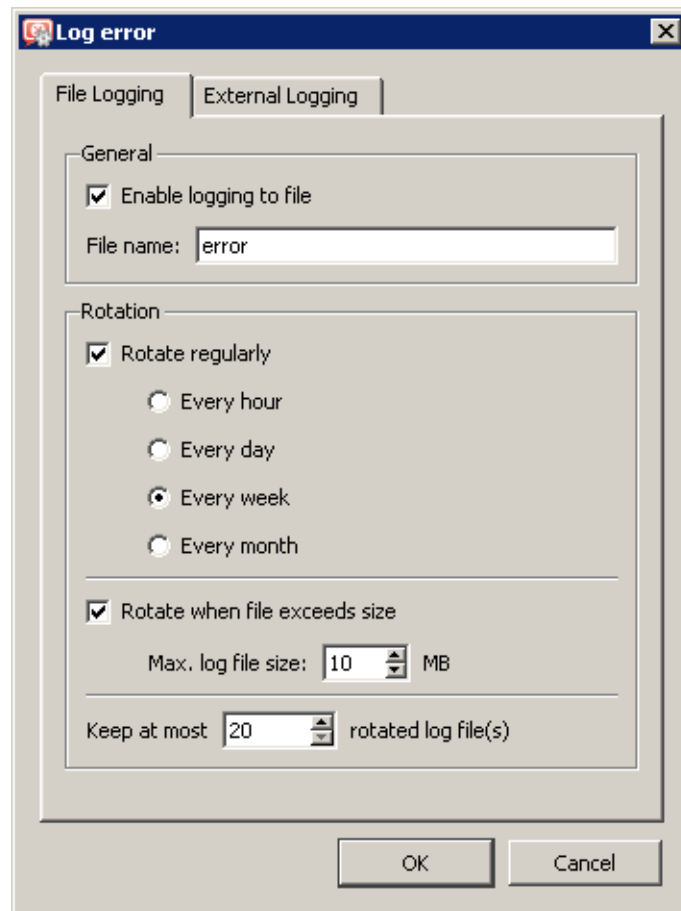 Log error
File Logging External Logging
General
Enable logging to file
File name: error
Rotation
Rotate regularly
Every hour
Every day
Every week
Every month
Rotate when file exceeds size
Max. log file size: 10 MB
Keep at most 20 rotated log file(s)
OK Cancel